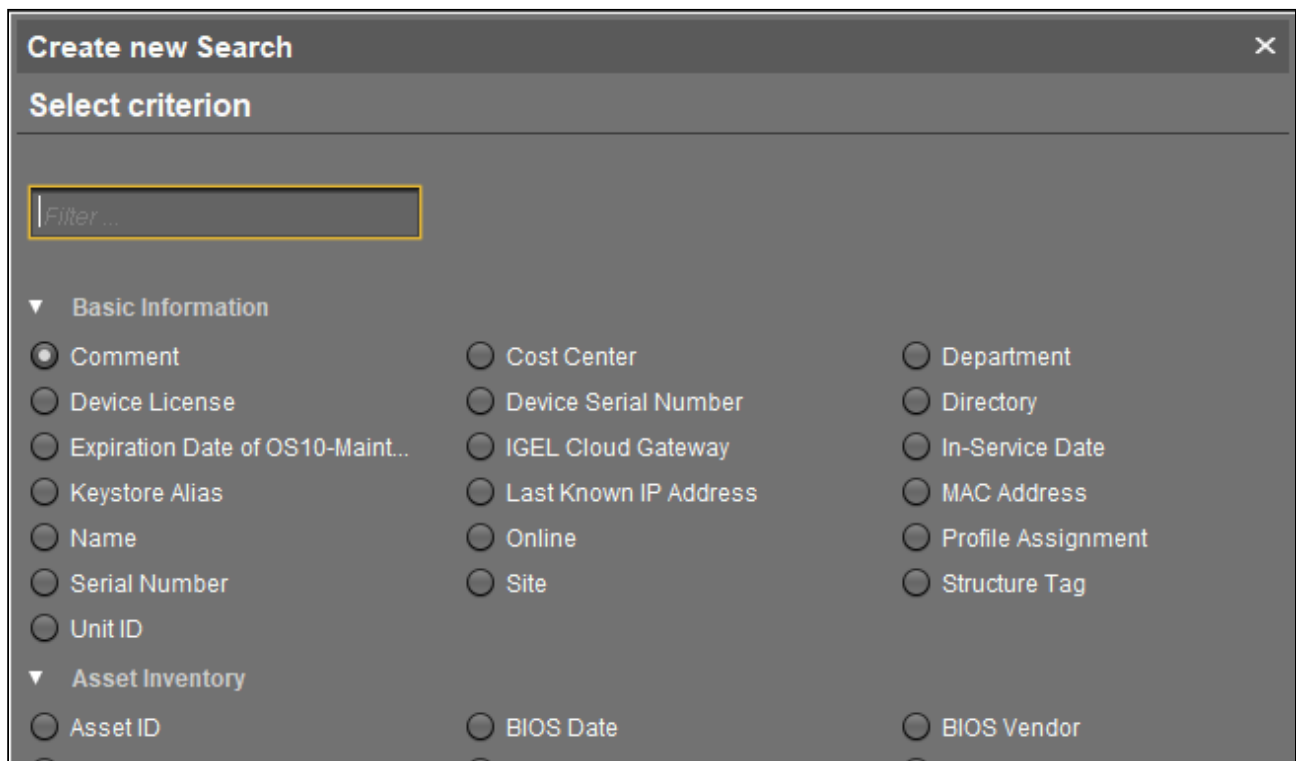 Create new Search
Select criterion
Filter ...
Basic Information
Comment Cost Center Department
Device License Device Serial Number Directory
Expiration Date of OS10-Maint... IGEL Cloud Gateway In-Service Date
Keystore Alias Last Known IP Address MAC Address
Name Online Profile Assignment
Serial Number Site Structure Tag
Unit ID
Asset Inventory
Asset ID BIOS Date BIOS Vendor